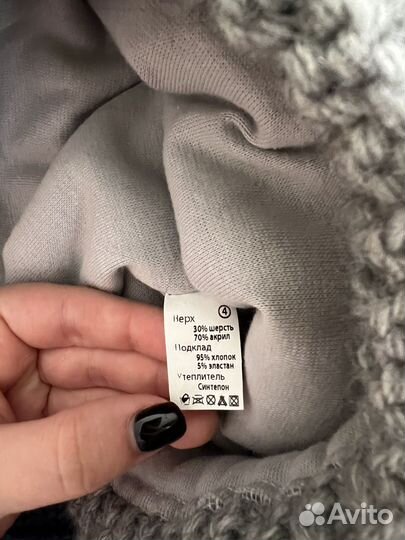 Верх 4
30% шерсть
70% акрил
Подклад
95% хлопок
5% эластан
Утеплитель
Синтепон
Avito